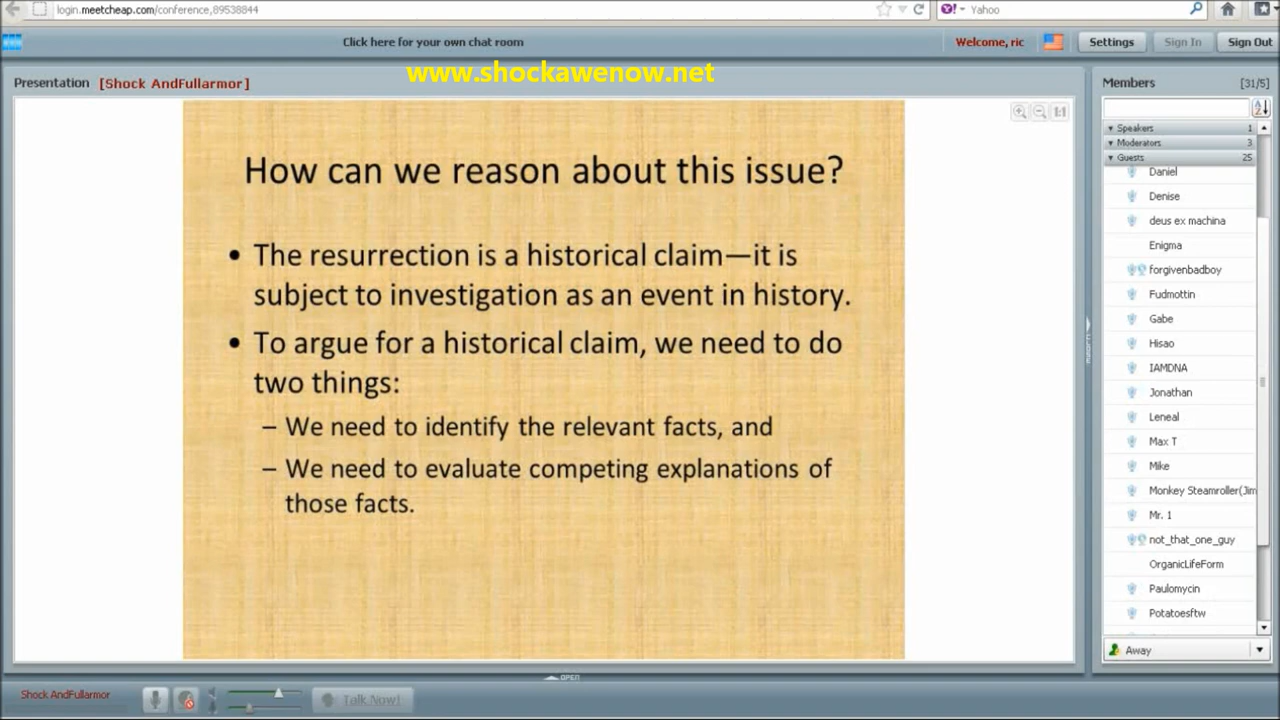 login.meetcheap.com/conference,89538844
Yahoo
Click here for your own chat room
Welcome, ric
Settings
Sign In
Sign Out
www.shockawenow.net
Presentation [Shock AndFullarmor]
Members [31/5]
Speakers 1
Moderators 3
Guests 25
How can we reason about this issue?
• The resurrection is a historical claim—it is
subject to investigation as an event in history.
• To argue for a historical claim, we need to do
two things:
– We need to identify the relevant facts, and
– We need to evaluate competing explanations of
those facts.
Daniel
Denise
deus ex machina
Enigma
forgivenbadboy
Fudmottin
Gabe
Hisao
IAMDNA
Jonathan
Leneal
Max T
Mike
Monkey Steamroller(Jim
Mr. 1
not_that_one_guy
OrganicLifeForm
Paulomycin
Potatoesftw
Away
OPEN
Shock AndFullarmor
Talk Now!